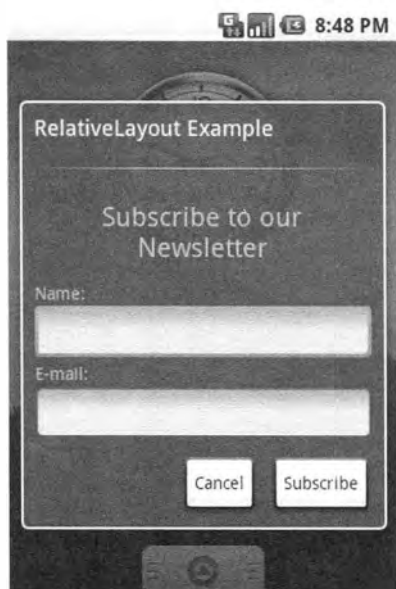 8:48 PM
RelativeLayout Example
Subscribe to our
Newsletter
Name:
E-mail:
Cancel Subscribe